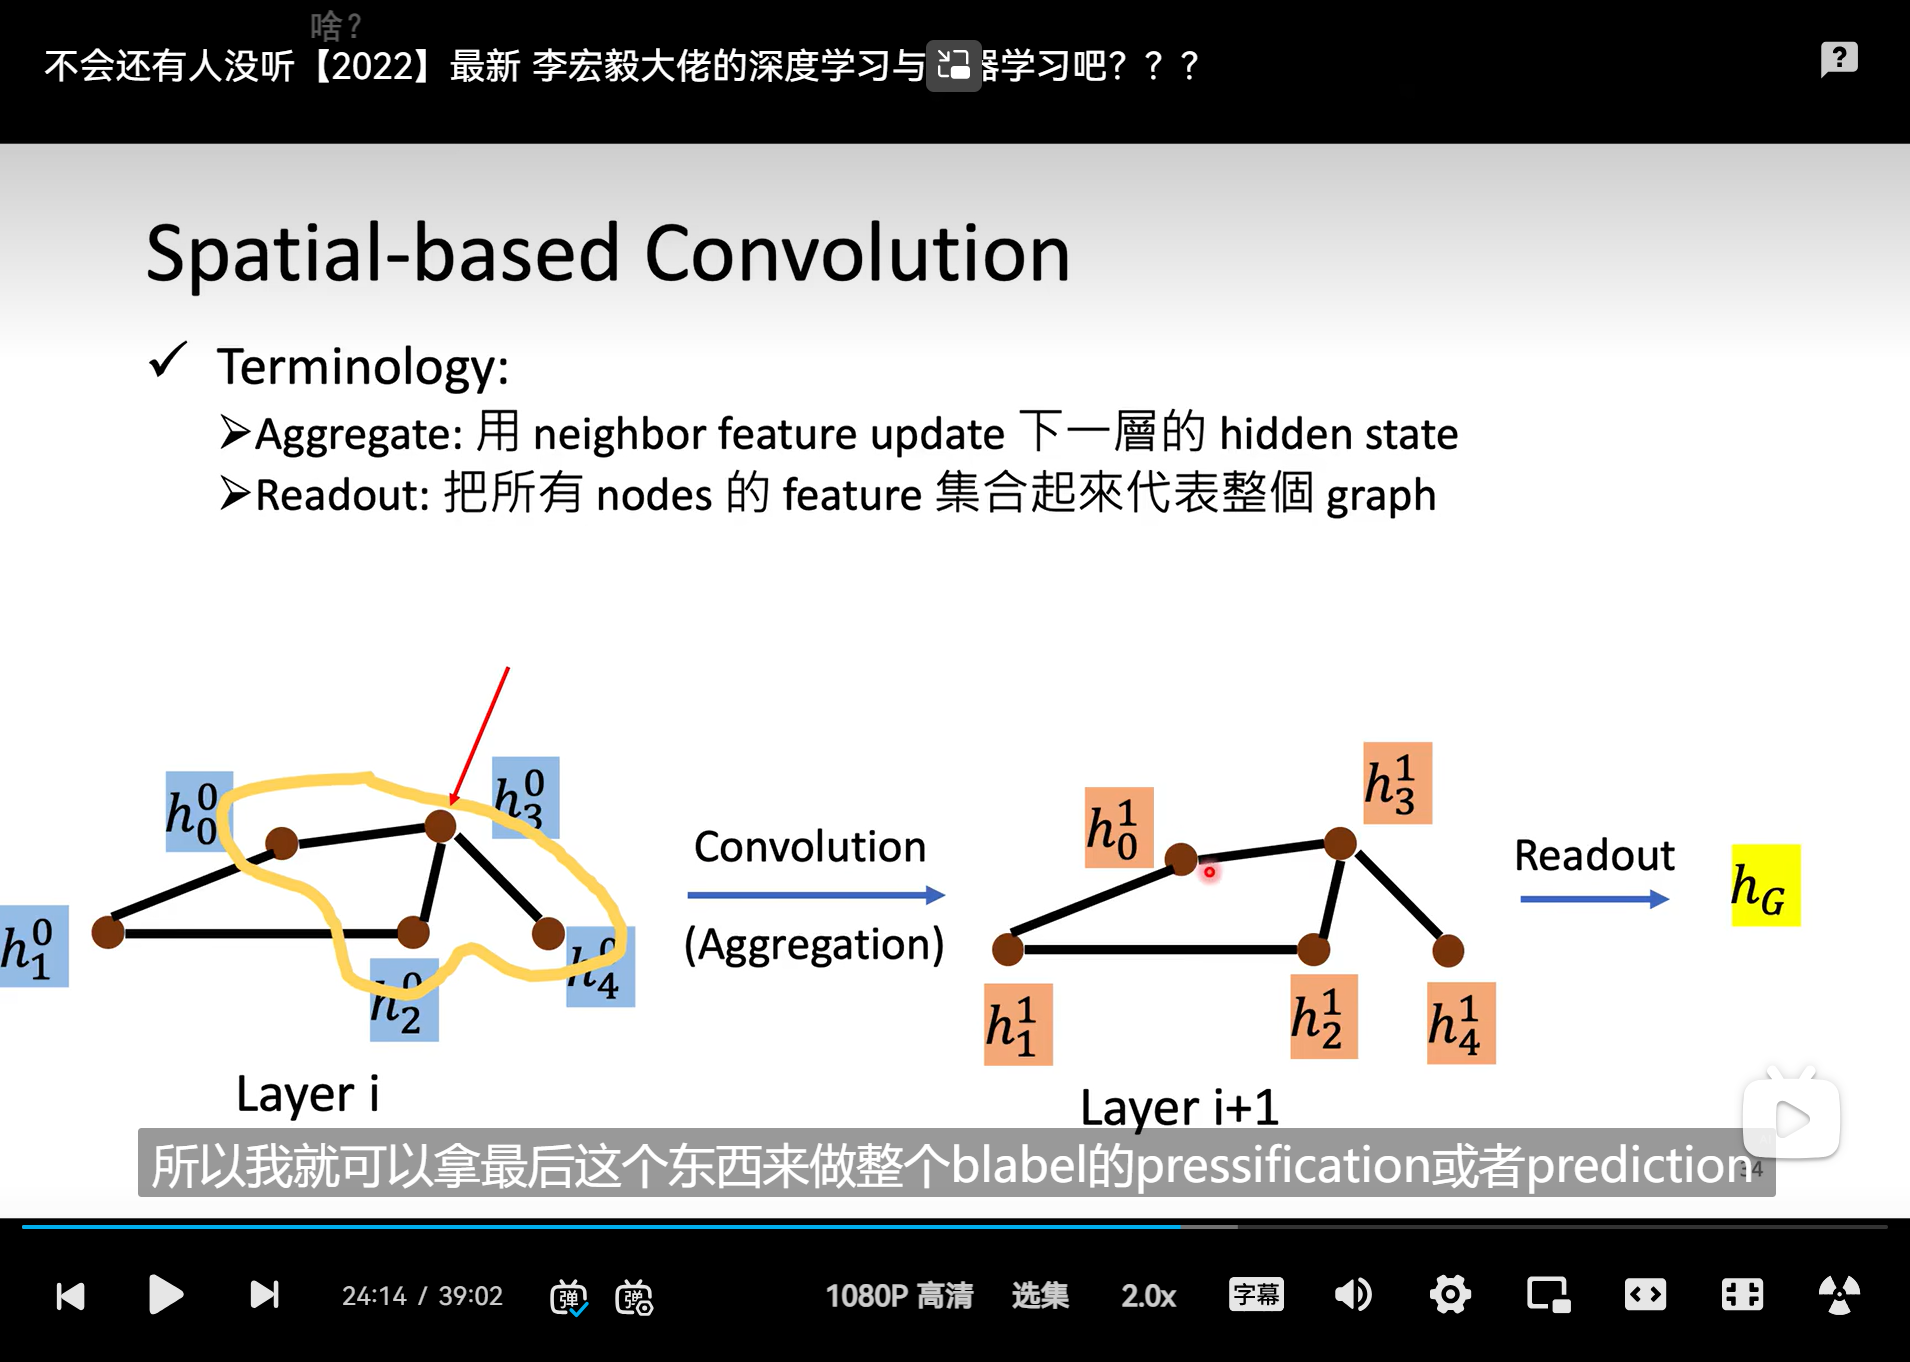 啥？
不会还有人没听【2022】最新 李宏毅大佬的深度学习与 器学习吧？？？
Spatial-based Convolution
✓ Terminology:
➢Aggregate: 用 neighbor feature update 下一層的 hidden state
➢Readout: 把所有 nodes 的 feature 集合起來代表整個 graph
h_0^0
h_3^0
h_1^0
h_2^0
h_4^0
Layer i
Convolution
(Aggregation)
h_0^1
h_3^1
h_1^1
h_2^1
h_4^1
Layer i+1
Readout
h_G
34
所以我就可以拿最后这个东西来做整个blabel的pressification或者prediction
24:14 / 39:02
弹
弹
1080P 高清
选集
2.0x
字幕